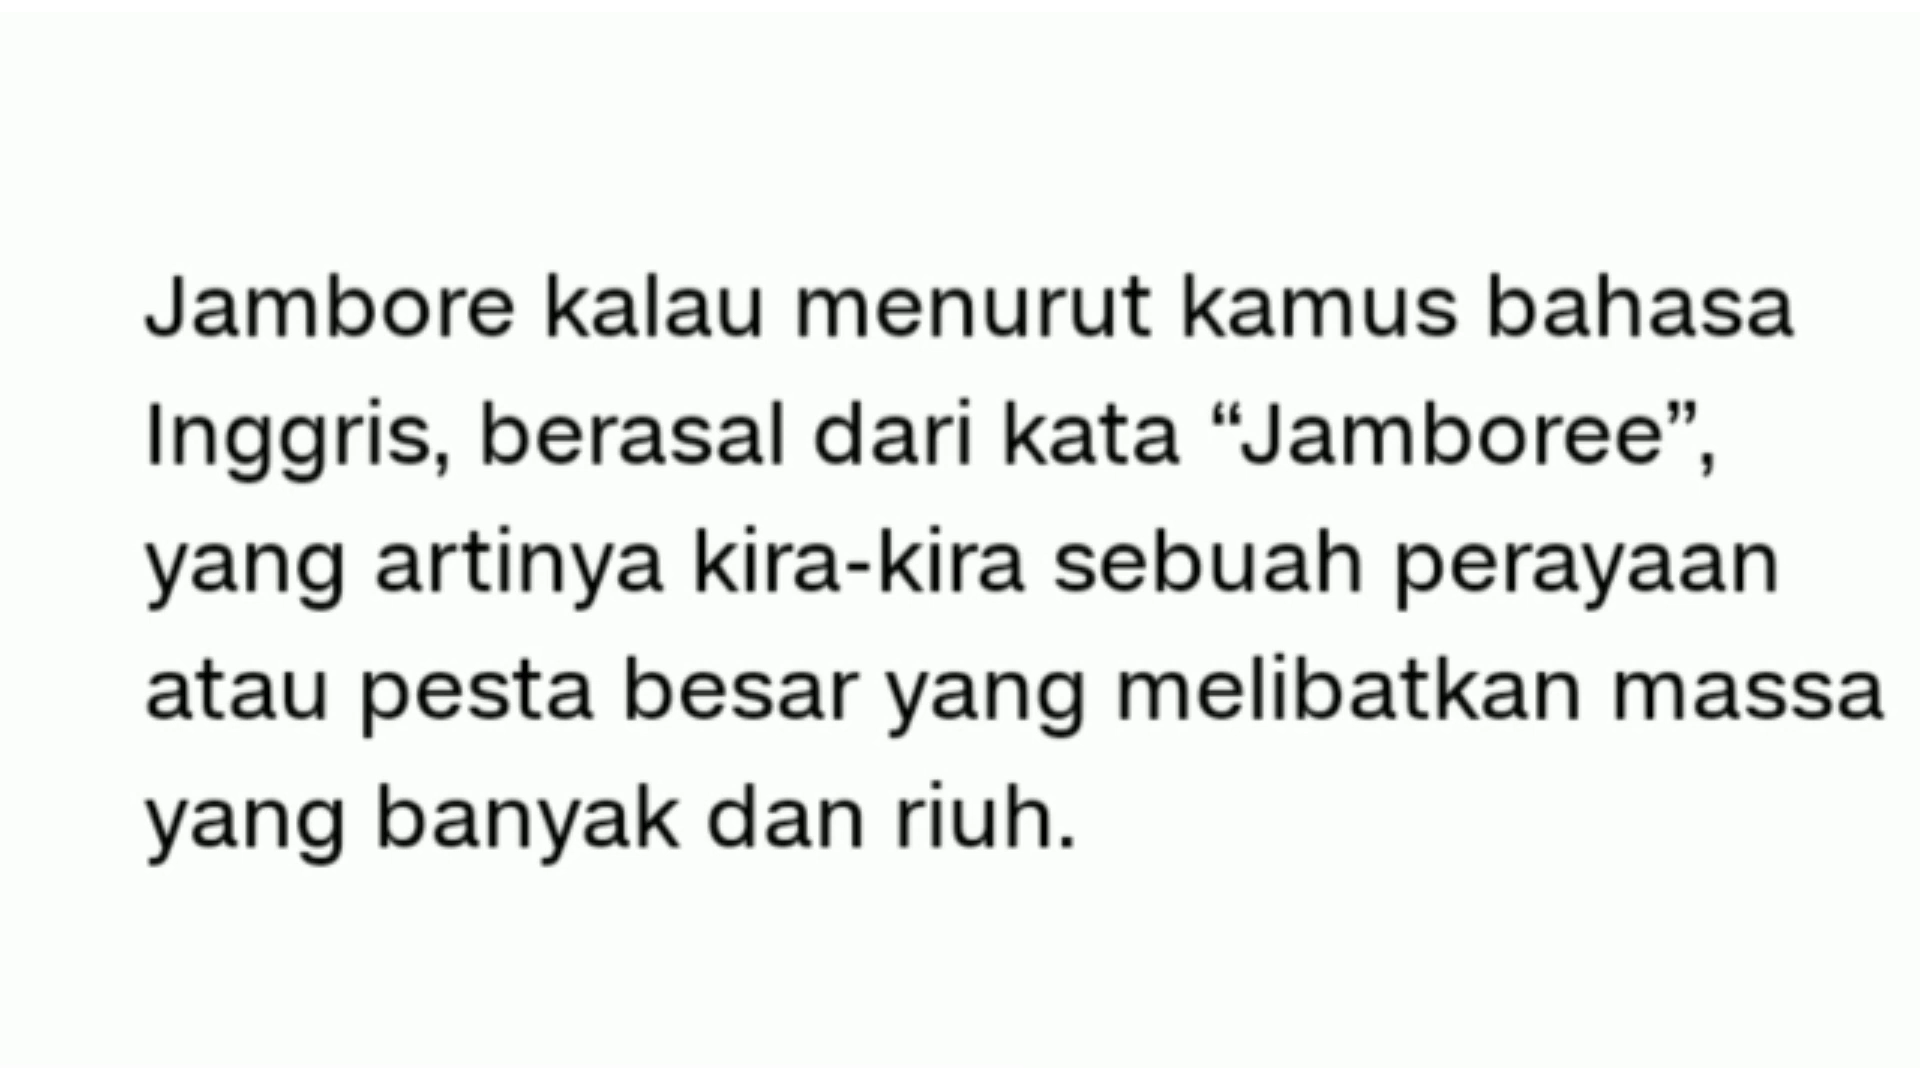 Jambore kalau menurut kamus bahasa
Inggris, berasal dari kata “Jamboree”,
yang artinya kira-kira sebuah perayaan
atau pesta besar yang melibatkan massa
yang banyak dan riuh.